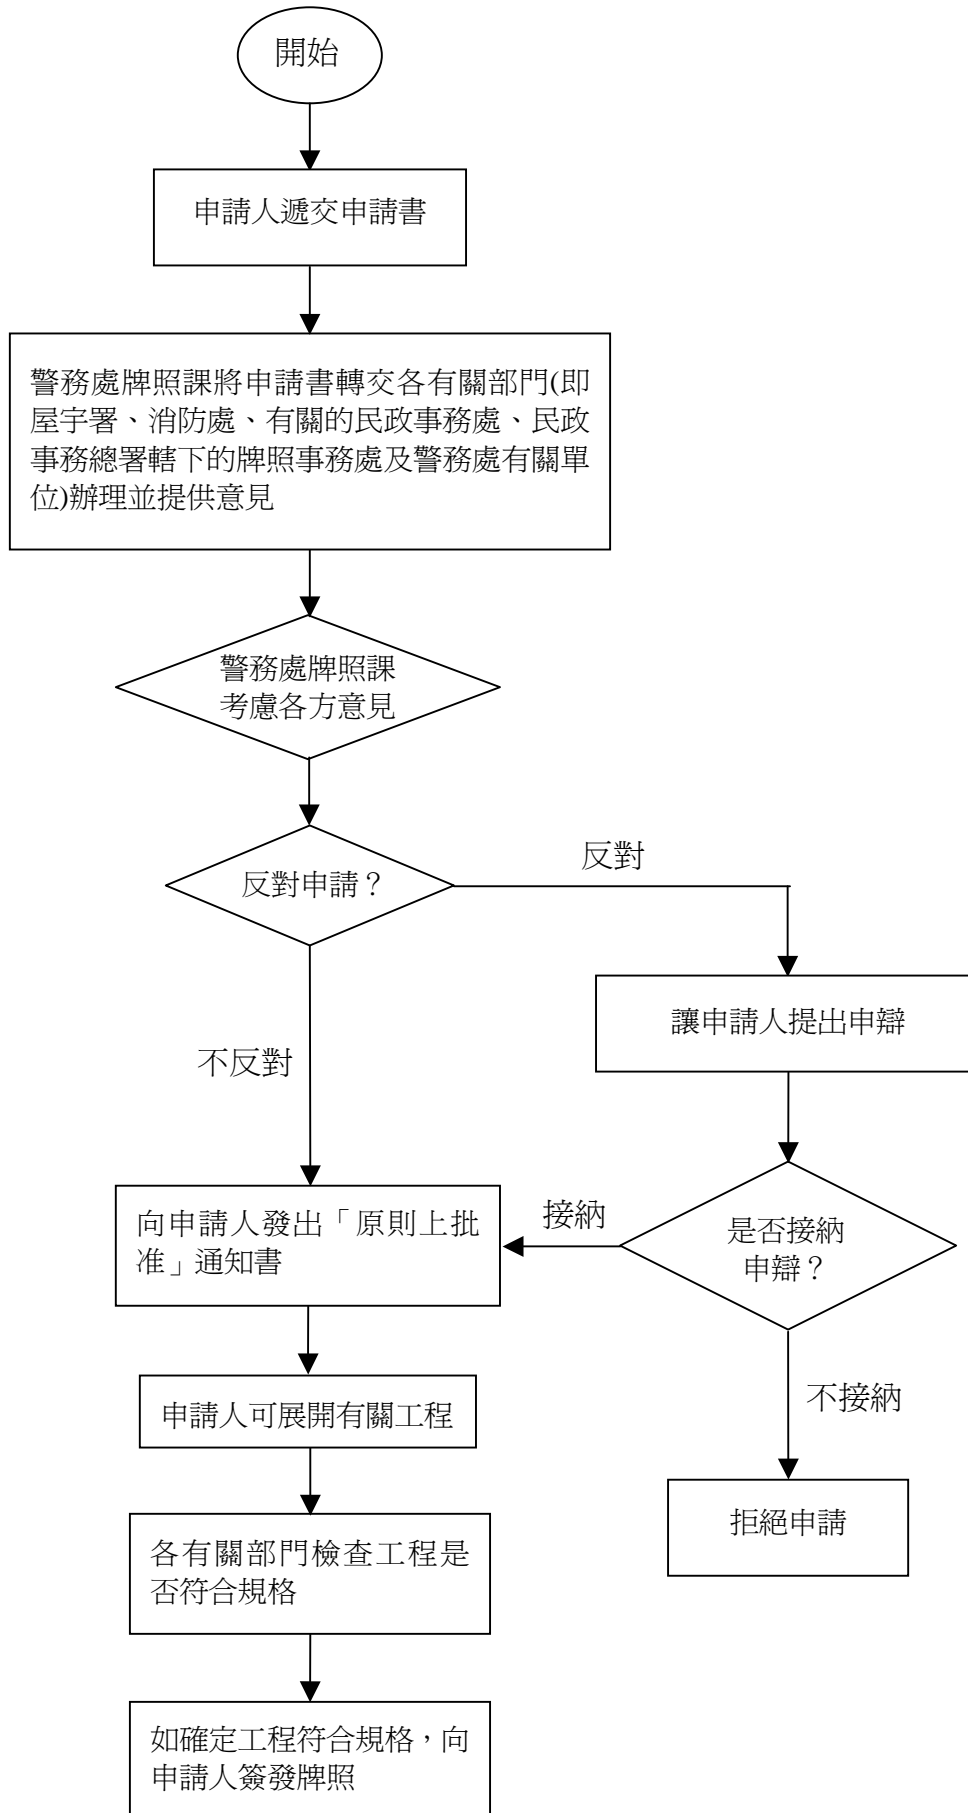 開始
申請人遞交申請書
警務處牌照課將申請書轉交各有關部門(即
屋宇署、消防處、有關的民政事務處、民政
事務總署轄下的牌照事務處及警務處有關單
位)辦理並提供意見
警務處牌照課
考慮各方意見
反對申請？
反對
讓申請人提出申辯
不反對
向申請人發出「原則上批
准」通知書
接納
是否接納
申辯？
不接納
申請人可展開有關工程
拒絕申請
各有關部門檢查工程是
否符合規格
如確定工程符合規格，向
申請人簽發牌照